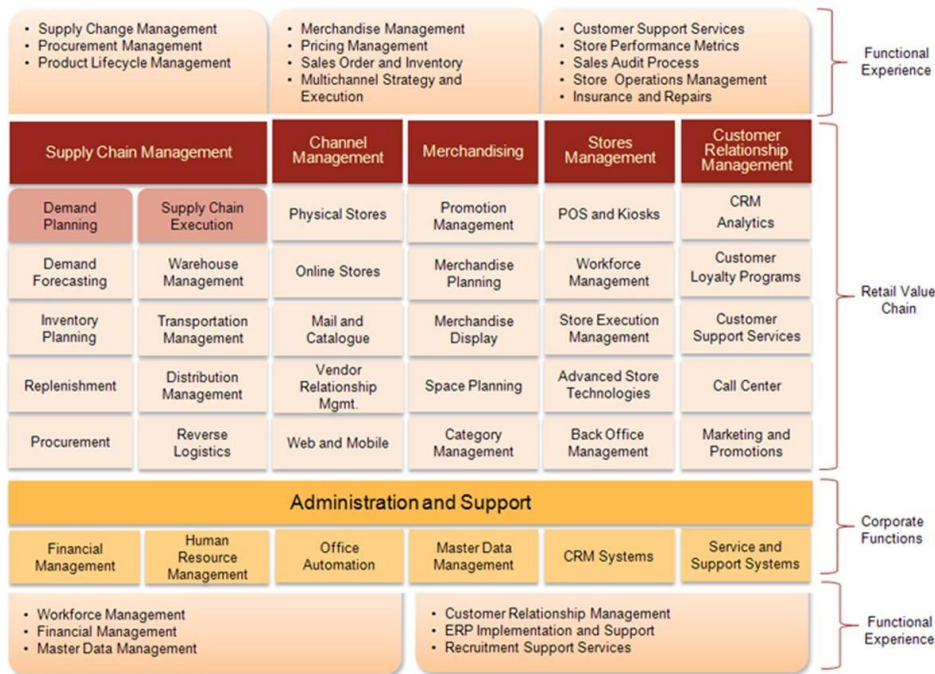 • Supply Change Management
• Procurement Management
• Product Lifecycle Management
• Merchandise Management
• Pricing Management
• Sales Order and Inventory
• Multichannel Strategy and
Execution
• Customer Support Services
• Store Performance Metrics
• Sales Audit Process
• Store Operations Management
• Insurance and Repairs
Functional
Experience
Supply Chain Management
Channel
Management
Merchandising
Stores
Management
Customer
Relationship
Management
Demand
Planning
Supply Chain
Execution
Physical Stores
Promotion
Management
POS and Kiosks
CRM
Analytics
Demand
Forecasting
Warehouse
Management
Online Stores
Merchandise
Planning
Workforce
Management
Customer
Loyalty Programs
Inventory
Planning
Transportation
Management
Mail and
Catalogue
Merchandise
Display
Store Execution
Management
Customer
Support Services
Retail Value
Chain
Replenishment
Distribution
Management
Vendor
Relationship
Mgmt.
Space Planning
Advanced Store
Technologies
Call Center
Procurement
Reverse
Logistics
Web and Mobile
Category
Management
Back Office
Management
Marketing and
Promotions
Administration and Support
Corporate
Functions
Financial
Management
Human
Resource
Management
Office
Automation
Master Data
Management
CRM Systems
Service and
Support Systems
• Workforce Management
• Financial Management
• Master Data Management
• Customer Relationship Management
• ERP Implementation and Support
• Recruitment Support Services
Functional
Experience